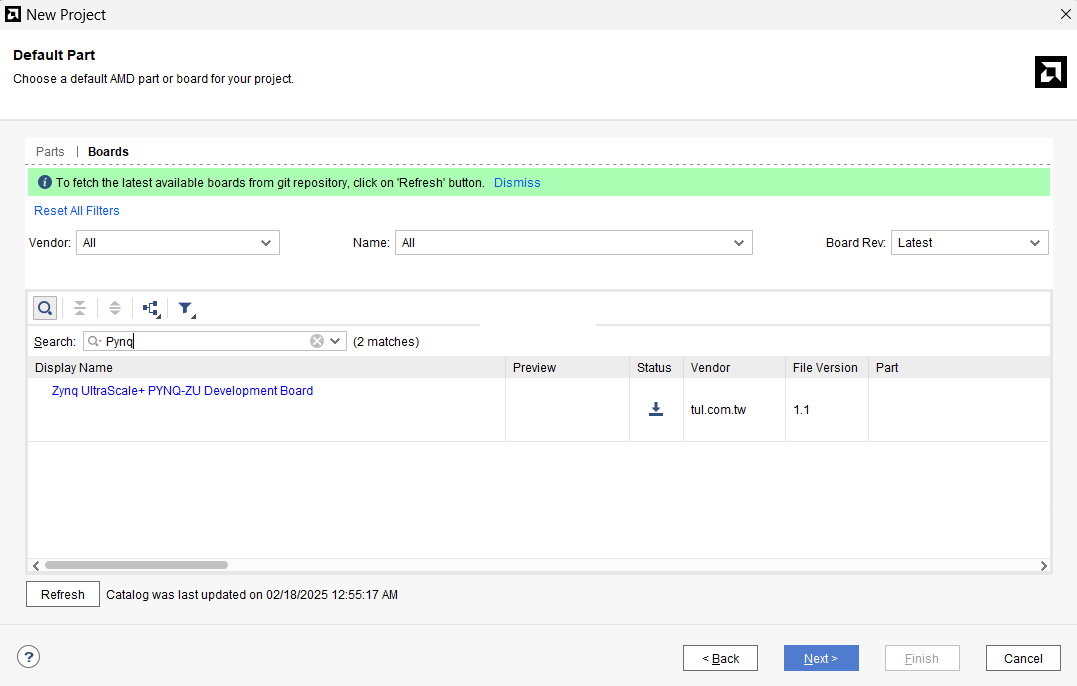 New Project
Default Part
Choose a default AMD part or board for your project.
Parts | Boards
To fetch the latest available boards from git repository, click on 'Refresh' button. Dismiss
Reset All Filters
Vendor: All Name: All Board Rev: Latest
Search: Pynq (2 matches)
Display Name Preview Status Vendor File Version Part
Zynq UltraScale+ PYNQ-ZU Development Board
tul.com.tw 1.1
Refresh Catalog was last updated on 02/18/2025 12:55:17 AM
? < Back Next > Finish Cancel